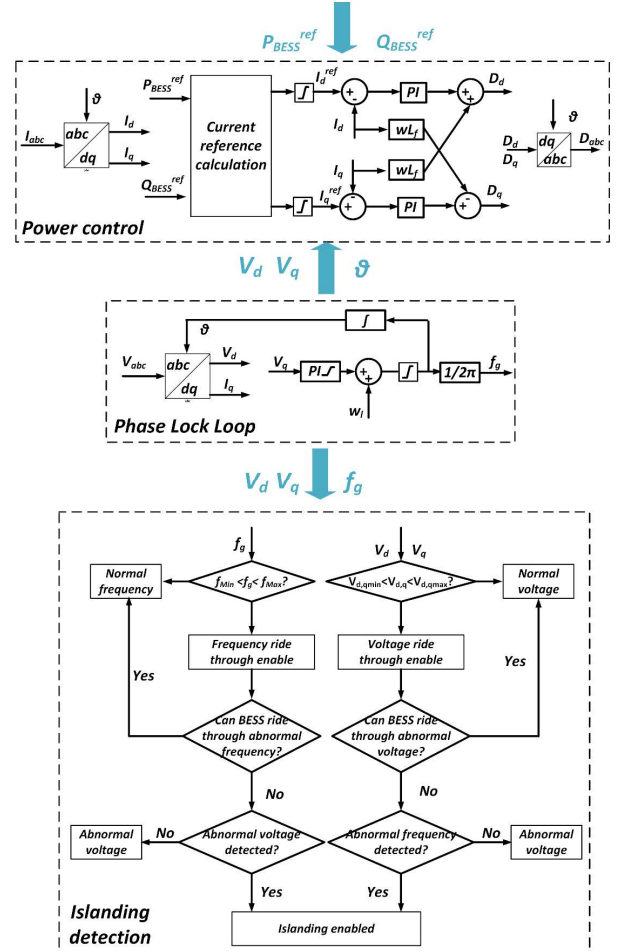 P_BESS^ref Q_BESS^ref
ϑ
I_abc
abc
dq
I_d
I_q
P_BESS^ref
Q_BESS^ref
Current
reference
calculation
I_d^ref
+
-
PI
+
+
D_d
I_d
wL_f
I_q
wL_f
I_q^ref
+
-
PI
+
-
D_q
ϑ
D_d
D_q
dq
abc
D_abc
Power control
V_d V_q ϑ
ϑ
∫
V_abc
abc
dq
V_d
I_q
V_q
PI
+
+
w_l
1/2π
f_g
Phase Lock Loop
V_d V_q f_g
f_g
V_d V_q
Normal
frequency
f_Min <f_g< f_Max?
V_d,qmin<V_d,q<V_d,qmax?
Normal
voltage
Frequency ride
through enable
Voltage ride
through enable
Yes
Yes
Can BESS ride
through abnormal
frequency?
Can BESS ride
through abnormal
voltage?
No
No
Abnormal
voltage
No
Abnormal voltage
detected?
Abnormal frequency
detected?
No
Abnormal
voltage
Yes
Yes
Islanding enabled
Islanding
detection